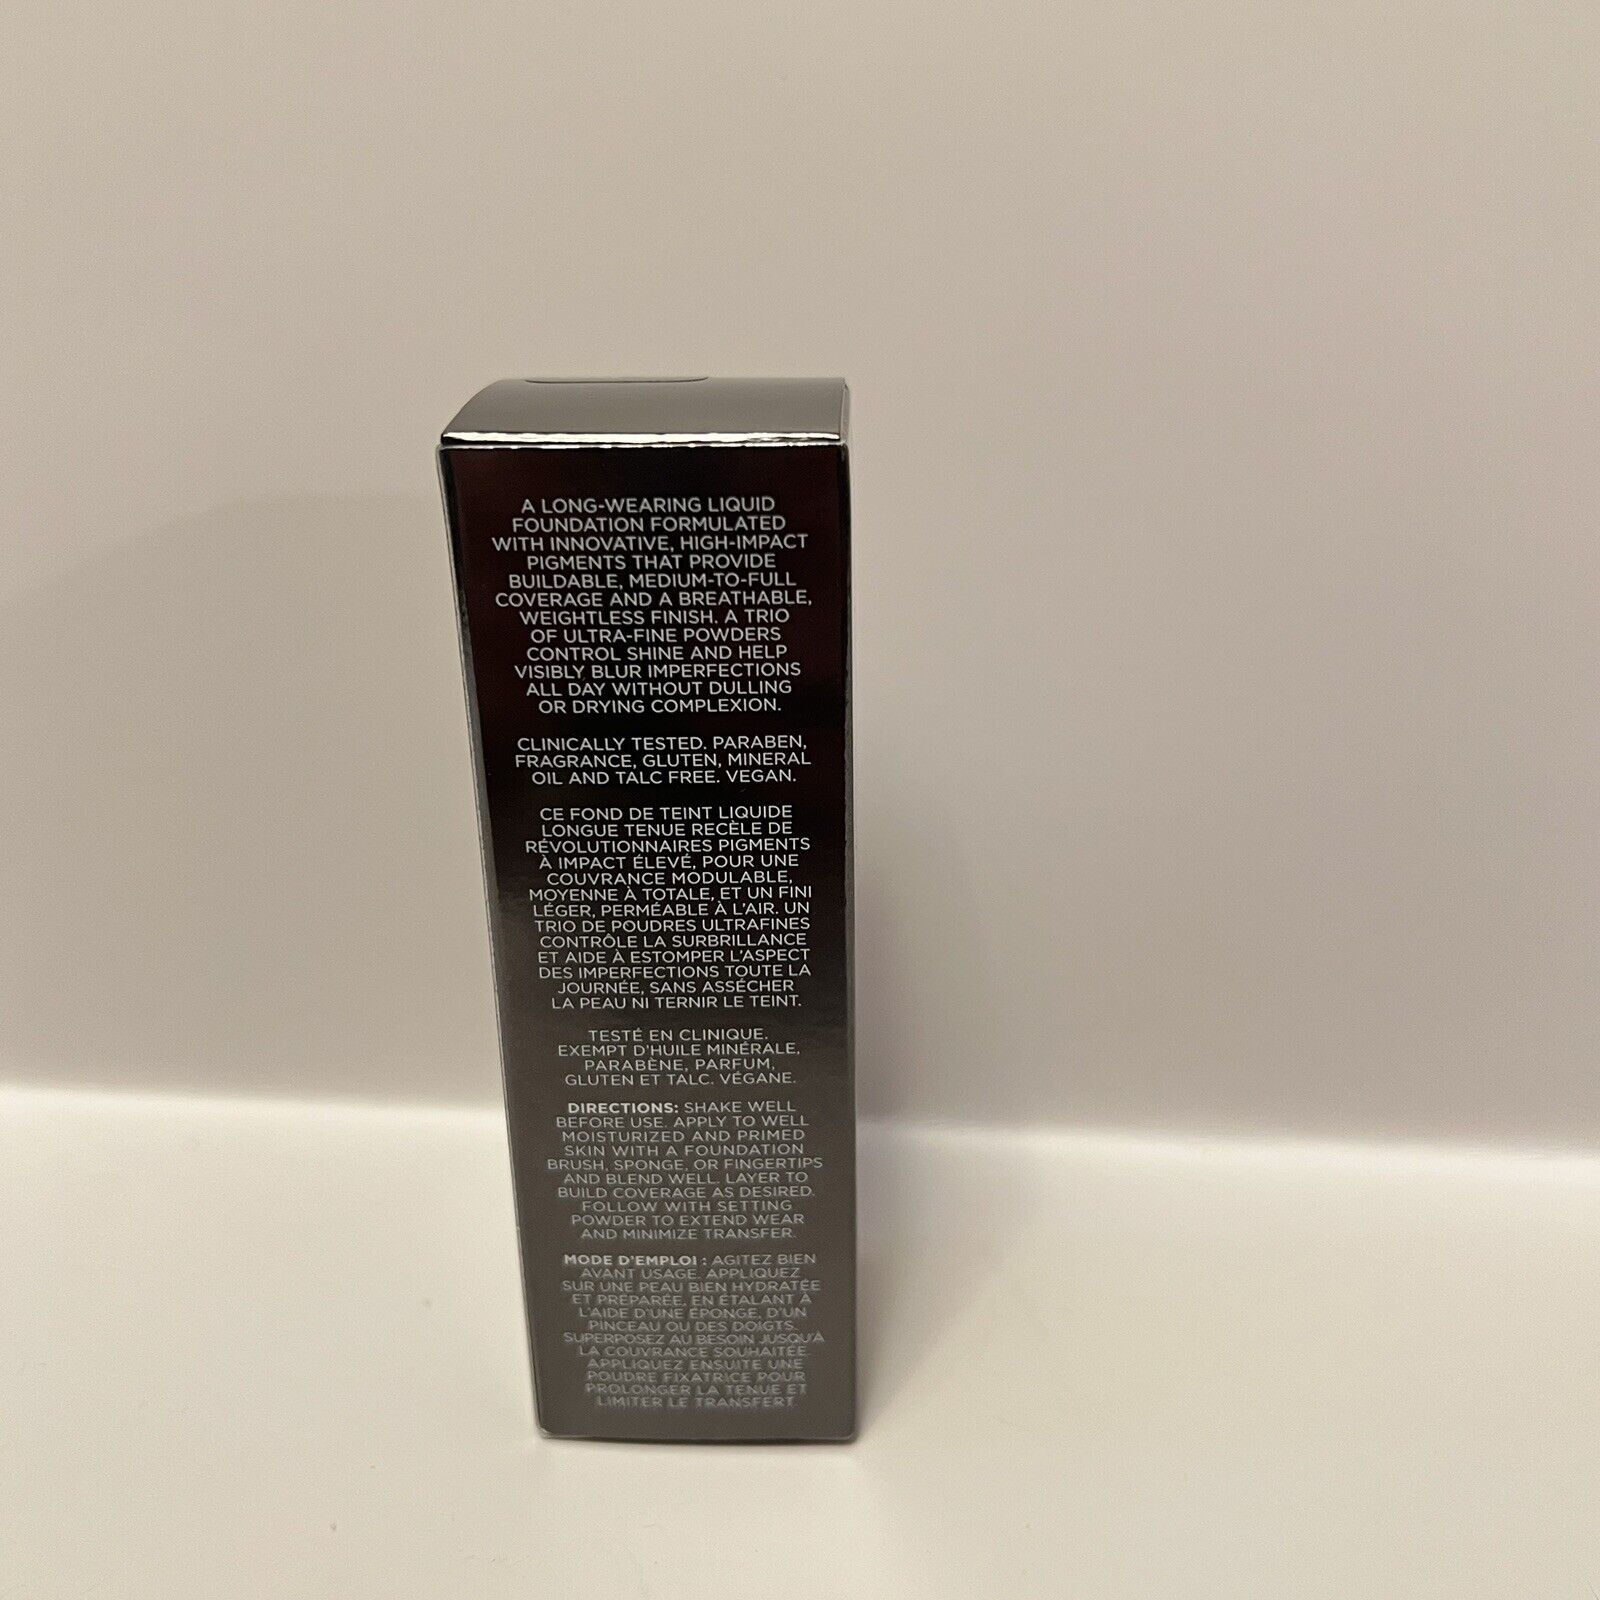 A LONG-WEARING LIQUID
FOUNDATION FORMULATED
WITH INNOVATIVE, HIGH-IMPACT
PIGMENTS THAT PROVIDE
BUILDABLE, MEDIUM-TO-FULL
COVERAGE AND A BREATHABLE,
WEIGHTLESS FINISH. A TRIO
OF ULTRA-FINE POWDERS
CONTROL SHINE AND HELP
VISIBLY BLUR IMPERFECTIONS
ALL DAY WITHOUT DULLING
OR DRYING COMPLEXION.
CLINICALLY TESTED. PARABEN,
FRAGRANCE, GLUTEN, MINERAL
OIL AND TALC FREE. VEGAN.
CE FOND DE TEINT LIQUIDE
LONGUE TENUE RECÈLE DE
RÉVOLUTIONNAIRES PIGMENTS
À IMPACT ÉLEVÉ, POUR UNE
COUVRANCE MODULABLE,
MOYENNE À TOTALE, ET UN FINI
LÉGER, PERMÉABLE À L'AIR. UN
TRIO DE POUDRES ULTRAFINES
CONTRÔLE LA SURBRILLANCE
ET AIDE À ESTOMPER L'ASPECT
DES IMPERFECTIONS TOUTE LA
JOURNÉE, SANS ASSÉCHER
LA PEAU NI TERNIR LE TEINT.
TESTÉ EN CLINIQUE.
EXEMPT D'HUILE MINÉRALE,
PARABÈNE, PARFUM,
GLUTEN ET TALC. VÉGANE.
DIRECTIONS: SHAKE WELL
BEFORE USE. APPLY TO WELL
MOISTURIZED AND PRIMED
SKIN WITH A FOUNDATION
BRUSH, SPONGE, OR FINGERTIPS
AND BLEND WELL. LAYER TO
BUILD COVERAGE AS DESIRED.
FOLLOW WITH SETTING
POWDER TO EXTEND WEAR
AND MINIMIZE TRANSFER.
MODE D'EMPLOI : AGITEZ BIEN
AVANT USAGE. APPLIQUEZ
SUR UNE PEAU BIEN HYDRATÉE
ET PRÉPARÉE, EN ÉTALANT À
L'AIDE D'UNE ÉPONGE, D'UN
PINCEAU OU DES DOIGTS.
SUPERPOSEZ AU BESOIN JUSQU'À
LA COUVRANCE SOUHAITÉE.
APPLIQUEZ ENSUITE UNE
POUDRE FIXATRICE POUR
PROLONGER LA TENUE ET
LIMITER LE TRANSFERT.